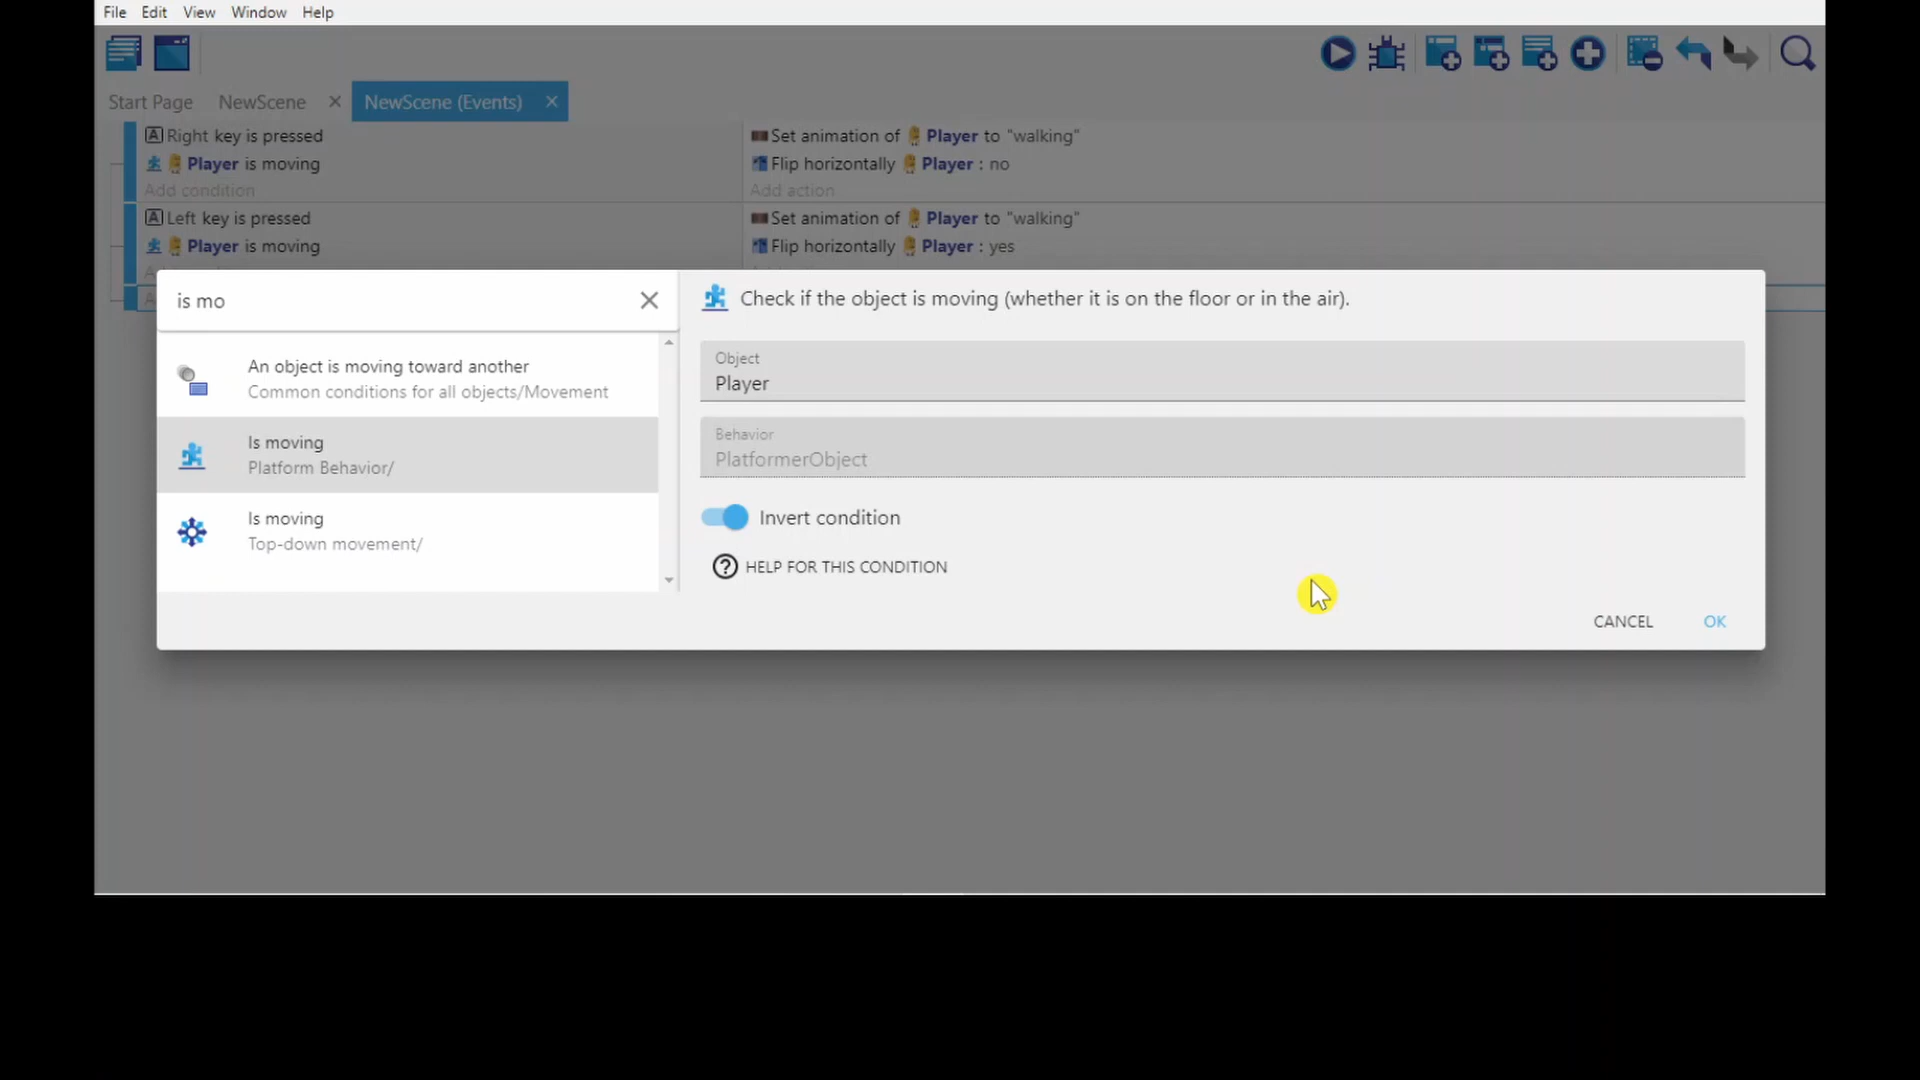 File Edit View Window Help
Start Page NewScene × NewScene (Events) ×
A Right key is pressed
Set animation of Player to "walking"
Player is moving
Flip horizontally Player : no
Add condition
Add action
A Left key is pressed
Set animation of Player to "walking"
Player is moving
Flip horizontally Player : yes
is mo
An object is moving toward another
Common conditions for all objects/Movement
Is moving
Platform Behavior/
Is moving
Top-down movement/
Check if the object is moving (whether it is on the floor or in the air).
Object
Player
Behavior
PlatformerObject
Invert condition
? HELP FOR THIS CONDITION
CANCEL OK